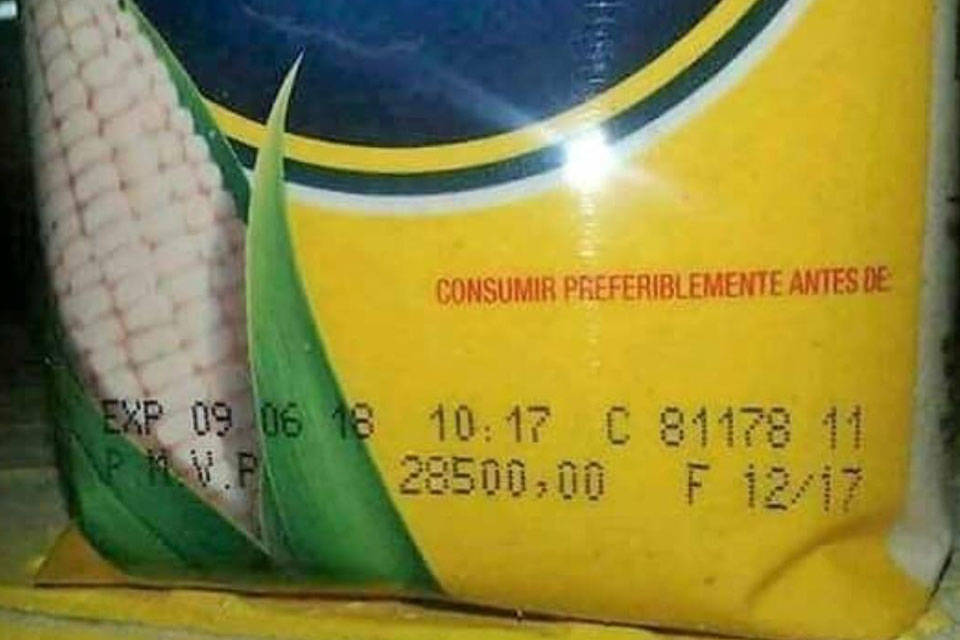 CONSUMIR PREFERIBLEMENTE ANTES DE:
EXP 09 06 18 10:17 C 81178 11
P.M.V.P 28500,00 F 12/17